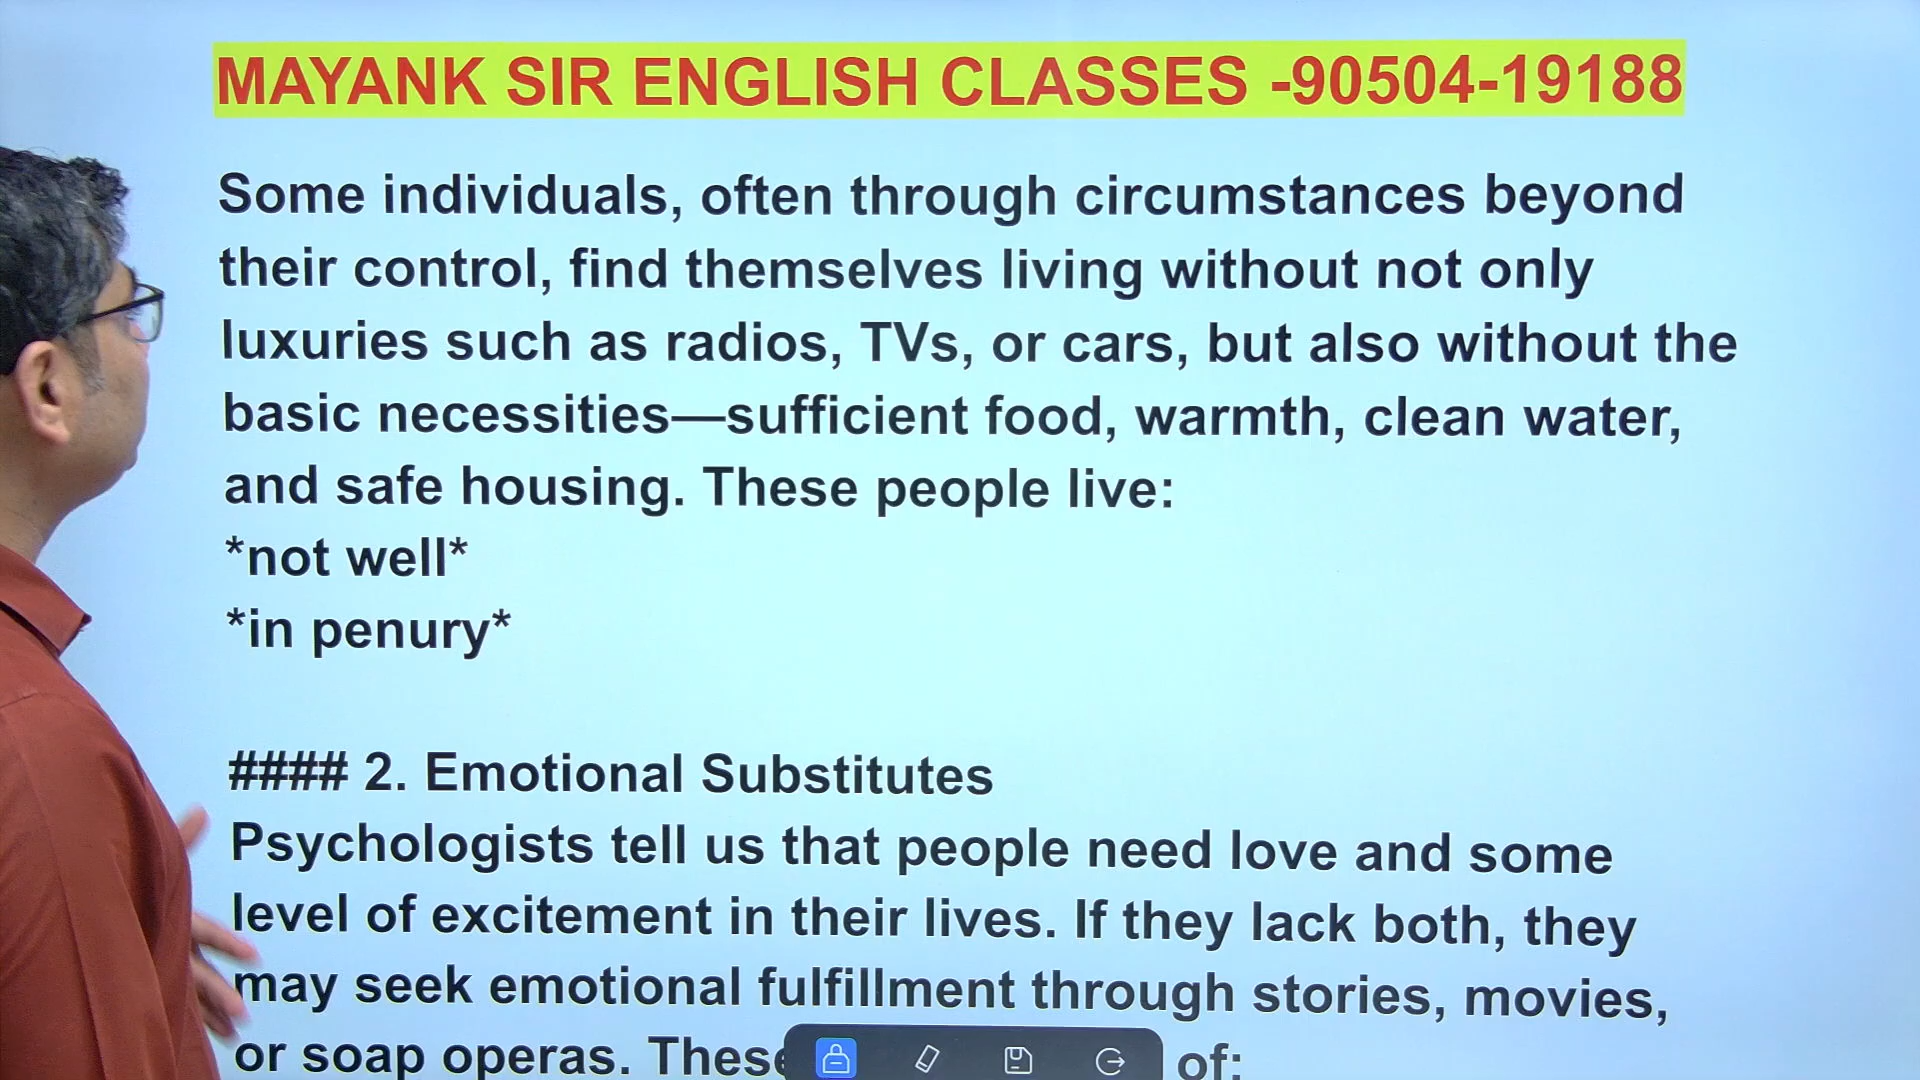 MAYANK SIR ENGLISH CLASSES -90504-19188
Some individuals, often through circumstances beyond
their control, find themselves living without not only
luxuries such as radios, TVs, or cars, but also without the
basic necessities—sufficient food, warmth, clean water,
and safe housing. These people live:
*not well*
*in penury*
#### 2. Emotional Substitutes
Psychologists tell us that people need love and some
level of excitement in their lives. If they lack both, they
may seek emotional fulfillment through stories, movies,
or soap operas. These of: